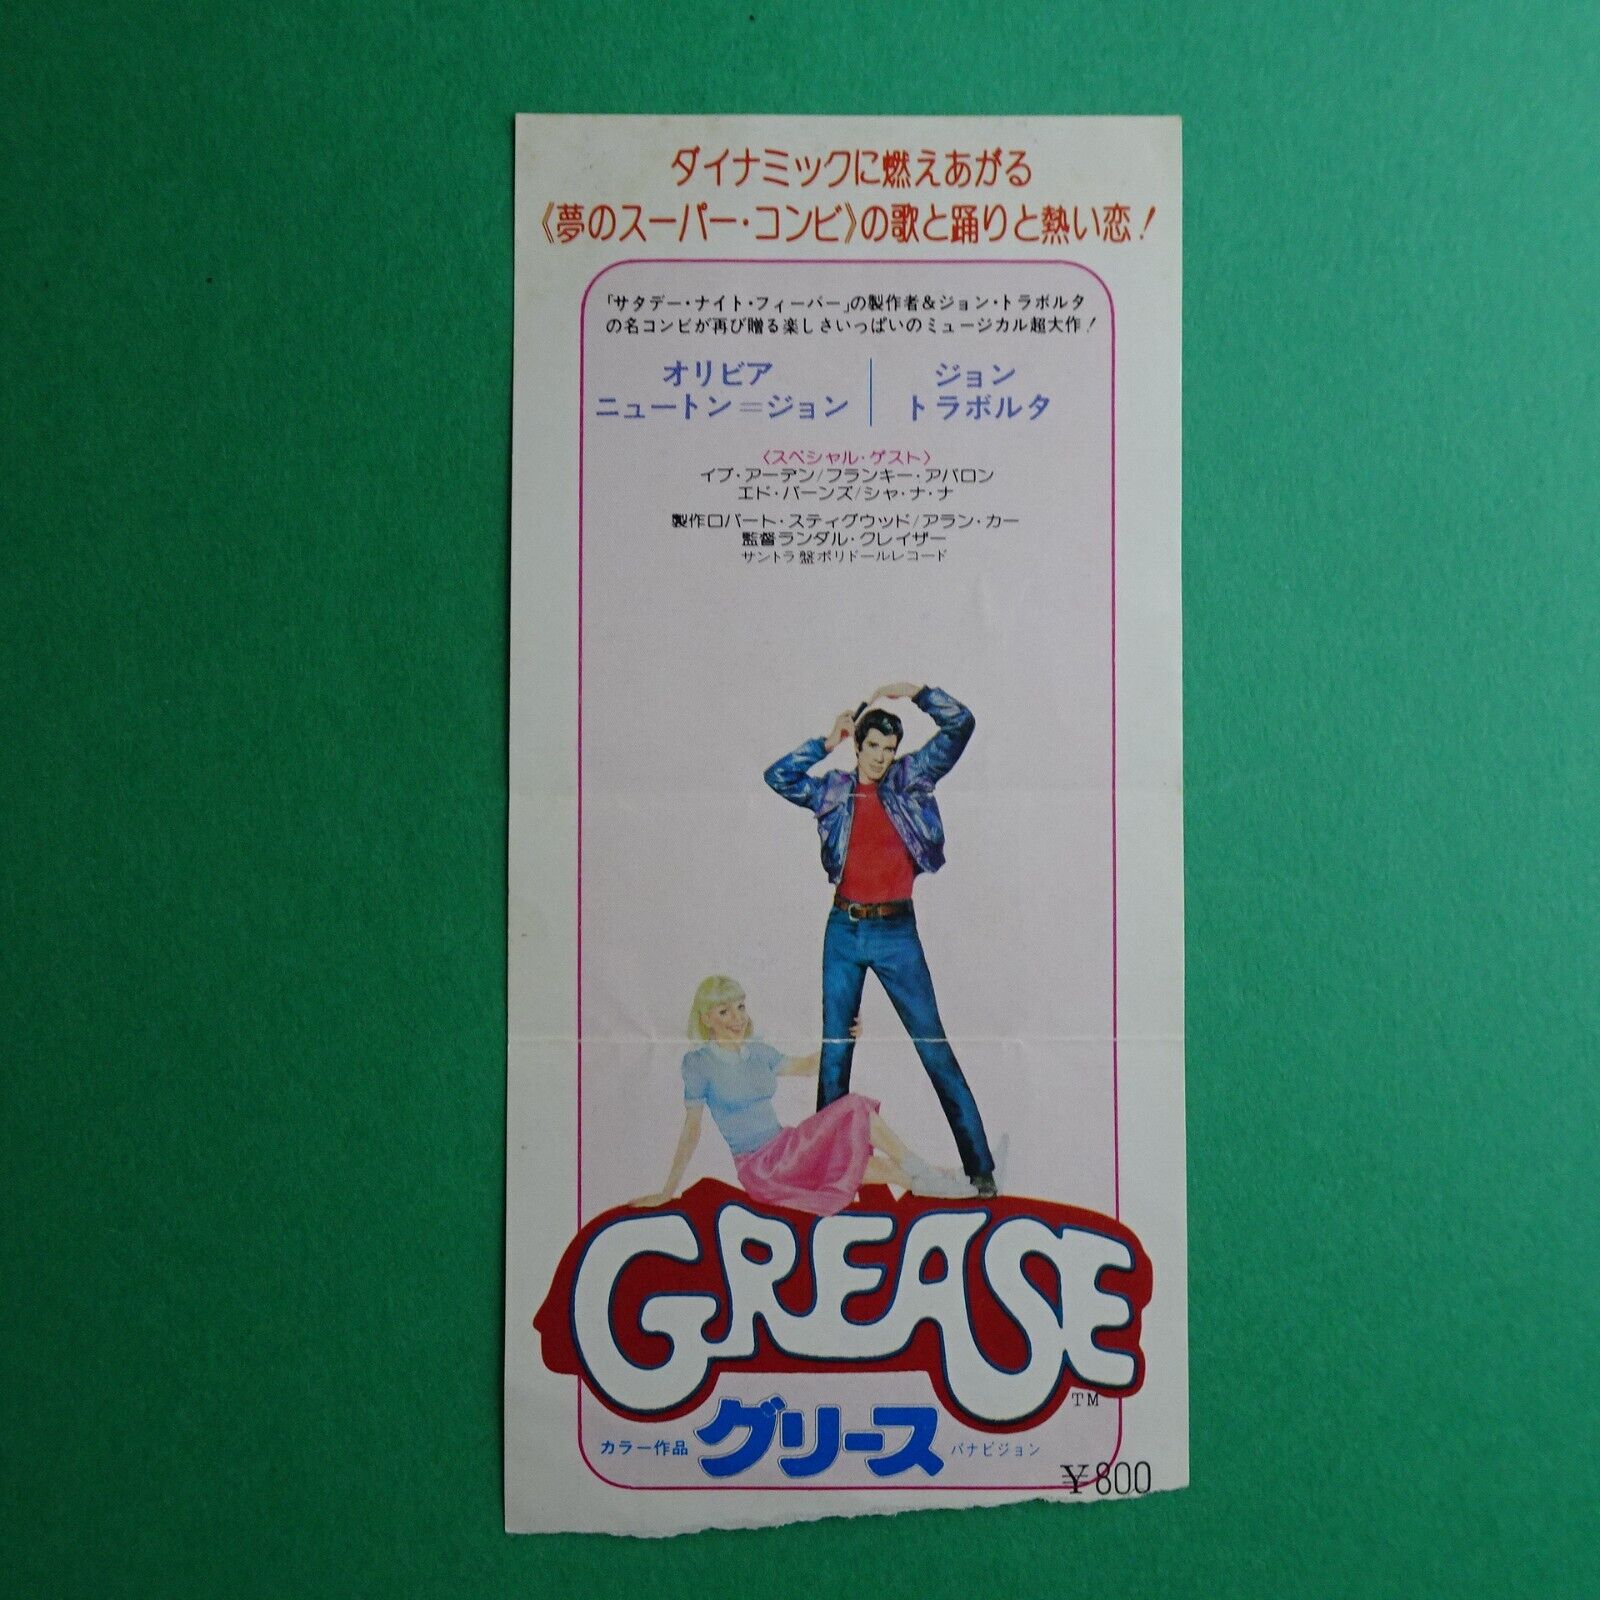 ダイナミックに燃えあがる
《夢のスーパー・コンビ》の歌と踊りと熱い恋!
「サタデー・ナイト・フィーバー」の製作者&ジョン・トラボルタ
の名コンビが再び贈る楽しさいっぱいのミュージカル超大作!
オリビア
ニュートン=ジョン
ジョン
トラボルタ
〈スペシャル・ゲスト〉
イブ・アーデン/フランキー・アバロン
エド・バーンズ/シャ・ナ・ナ
製作ロバート・スティグウッド/アラン・カー
監督ランダル・クレイザー
サントラ盤ポリドールレコード
GREASE
TM
カラー作品 グリース パナビジョン
¥800